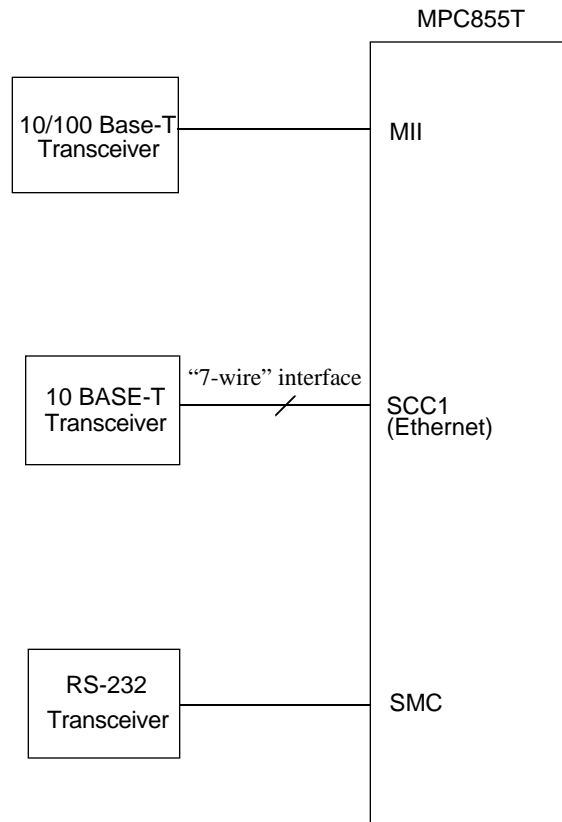 MPC855T
10/100 Base-T
Transceiver
MII
10 BASE-T
Transceiver
“7-wire” interface
SCC1
(Ethernet)
RS-232
Transceiver
SMC